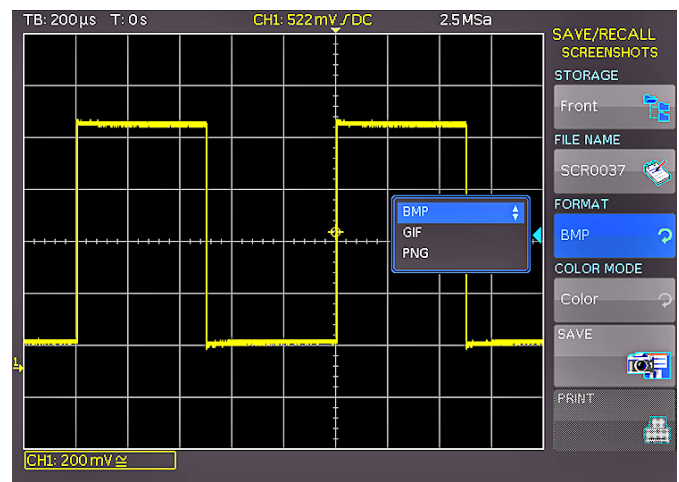 TB: 200µs T: 0s CH1: 522mV / DC 2.5MSa
SAVE/RECALL
SCREENSHOTS
STORAGE
Front
FILE NAME
SCR0037
FORMAT
BMP
COLOR MODE
Color
SAVE
PRINT
BMP
GIF
PNG
1
CH1: 200mV ≅